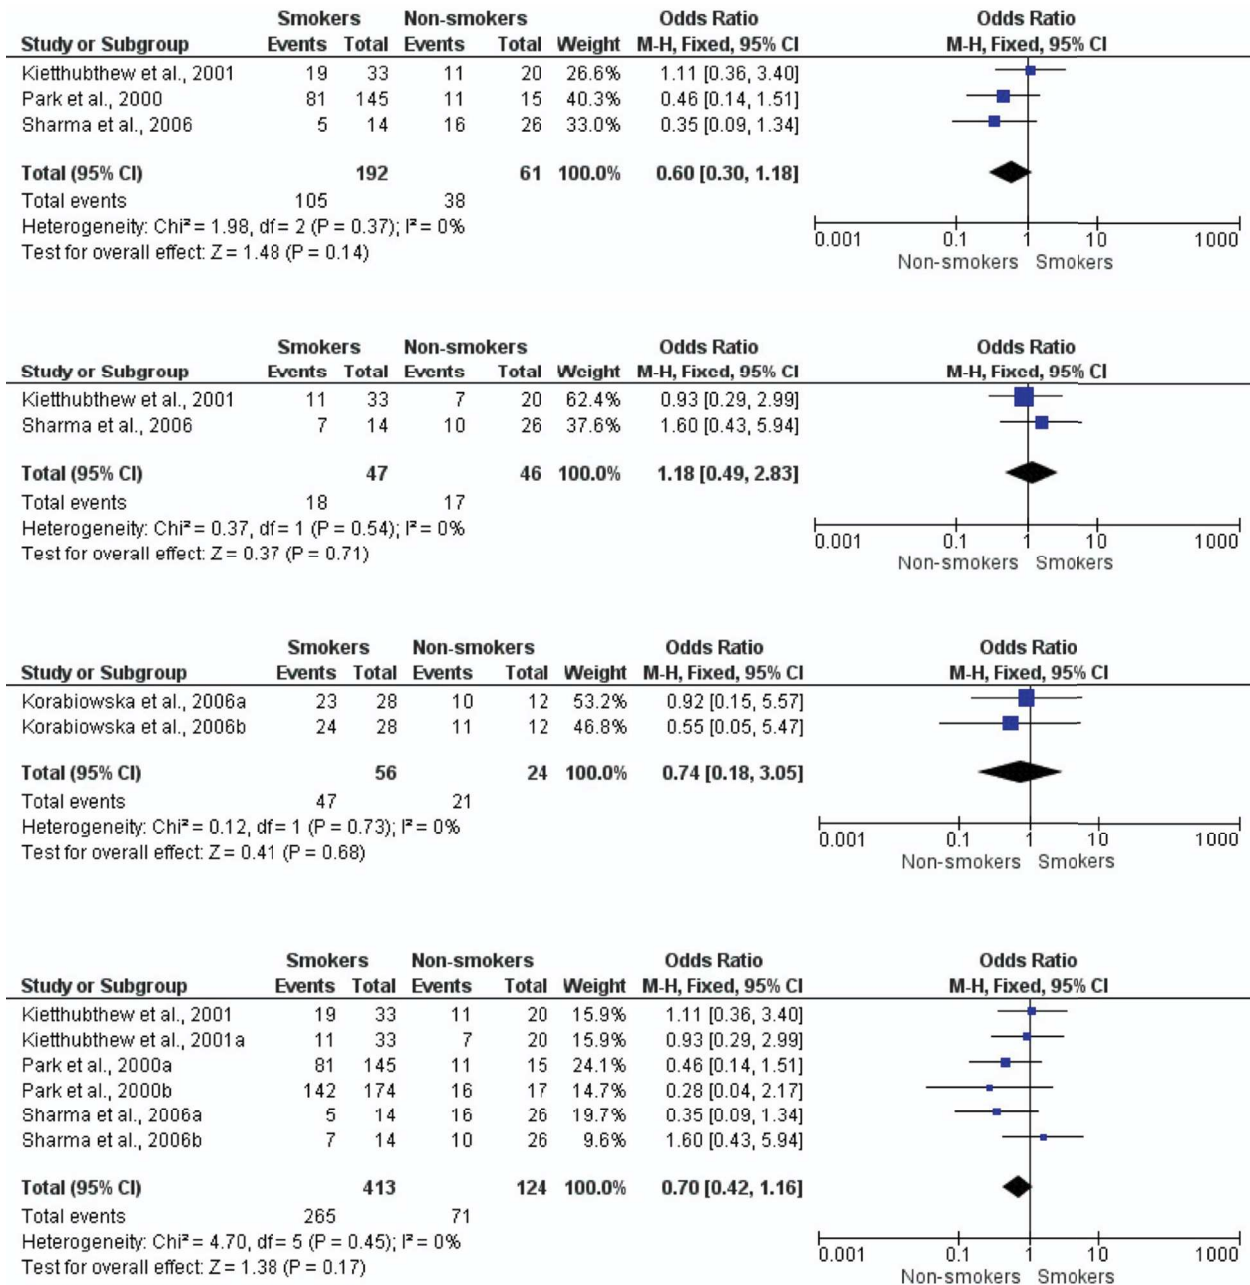 Smokers Non-smokers Odds Ratio Odds Ratio
Study or Subgroup Events Total Events Total Weight M-H, Fixed, 95% CI M-H, Fixed, 95% CI
Kietthubthew et al., 2001 19 33 11 20 26.6% 1.11 [0.36, 3.40]
Park et al., 2000 81 145 11 15 40.3% 0.46 [0.14, 1.51]
Sharma et al., 2006 5 14 16 26 33.0% 0.35 [0.09, 1.34]
Total (95% CI) 192 61 100.0% 0.60 [0.30, 1.18]
Total events 105 38
Heterogeneity: Chi² = 1.98, df = 2 (P = 0.37); I² = 0%
Test for overall effect: Z = 1.48 (P = 0.14)
0.001 0.1 1 10 1000
Non-smokers Smokers
Smokers Non-smokers Odds Ratio Odds Ratio
Study or Subgroup Events Total Events Total Weight M-H, Fixed, 95% CI M-H, Fixed, 95% CI
Kietthubthew et al., 2001 11 33 7 20 62.4% 0.93 [0.29, 2.99]
Sharma et al., 2006 7 14 10 26 37.6% 1.60 [0.43, 5.94]
Total (95% CI) 47 46 100.0% 1.18 [0.49, 2.83]
Total events 18 17
Heterogeneity: Chi² = 0.37, df = 1 (P = 0.54); I² = 0%
Test for overall effect: Z = 0.37 (P = 0.71)
0.001 0.1 1 10 1000
Non-smokers Smokers
Smokers Non-smokers Odds Ratio Odds Ratio
Study or Subgroup Events Total Events Total Weight M-H, Fixed, 95% CI M-H, Fixed, 95% CI
Korabiowska et al., 2006a 23 28 10 12 53.2% 0.92 [0.15, 5.57]
Korabiowska et al., 2006b 24 28 11 12 46.8% 0.55 [0.05, 5.47]
Total (95% CI) 56 24 100.0% 0.74 [0.18, 3.05]
Total events 47 21
Heterogeneity: Chi² = 0.12, df = 1 (P = 0.73); I² = 0%
Test for overall effect: Z = 0.41 (P = 0.68)
0.001 0.1 1 10 1000
Non-smokers Smokers
Smokers Non-smokers Odds Ratio Odds Ratio
Study or Subgroup Events Total Events Total Weight M-H, Fixed, 95% CI M-H, Fixed, 95% CI
Kietthubthew et al., 2001 19 33 11 20 15.9% 1.11 [0.36, 3.40]
Kietthubthew et al., 2001a 11 33 7 20 15.9% 0.93 [0.29, 2.99]
Park et al., 2000a 81 145 11 15 24.1% 0.46 [0.14, 1.51]
Park et al., 2000b 142 174 16 17 14.7% 0.28 [0.04, 2.17]
Sharma et al., 2006a 5 14 16 26 19.7% 0.35 [0.09, 1.34]
Sharma et al., 2006b 7 14 10 26 9.6% 1.60 [0.43, 5.94]
Total (95% CI) 413 124 100.0% 0.70 [0.42, 1.16]
Total events 265 71
Heterogeneity: Chi² = 4.70, df = 5 (P = 0.45); I² = 0%
Test for overall effect: Z = 1.38 (P = 0.17)
0.001 0.1 1 10 1000
Non-smokers Smokers